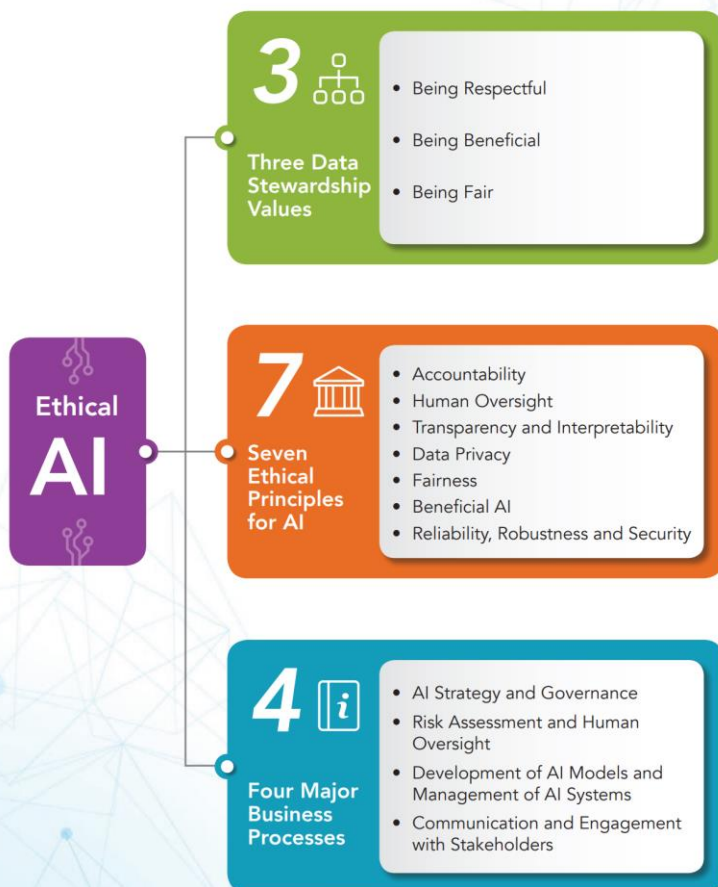 Ethical
AI
3
Three Data
Stewardship
Values
• Being Respectful
• Being Beneficial
• Being Fair
7
Seven
Ethical
Principles
for AI
• Accountability
• Human Oversight
• Transparency and Interpretability
• Data Privacy
• Fairness
• Beneficial AI
• Reliability, Robustness and Security
4
i
Four Major
Business
Processes
• AI Strategy and Governance
• Risk Assessment and Human
Oversight
• Development of AI Models and
Management of AI Systems
• Communication and Engagement
with Stakeholders